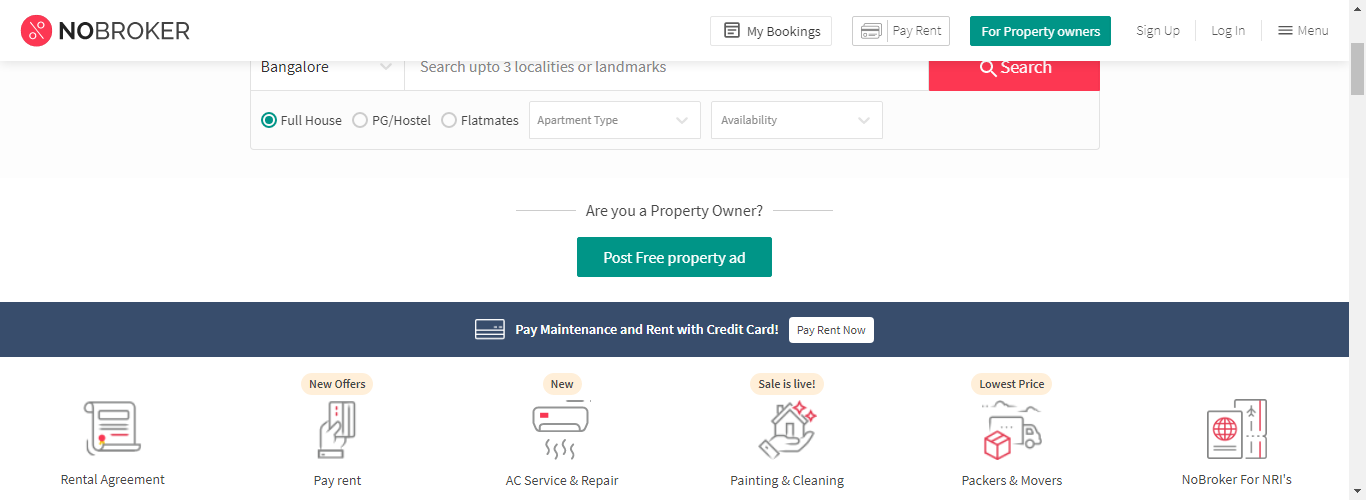 NOBROKER
My Bookings
Pay Rent
For Property owners
Sign Up
Log In
Menu
Bangalore
Search upto 3 localities or landmarks
Search
Full House
PG/Hostel
Flatmates
Apartment Type
Availability
Are you a Property Owner?
Post Free property ad
Pay Maintenance and Rent with Credit Card!
Pay Rent Now
New Offers
New
Sale is live!
Lowest Price
Rental Agreement
Pay rent
AC Service & Repair
Painting & Cleaning
Packers & Movers
NoBroker For NRI's